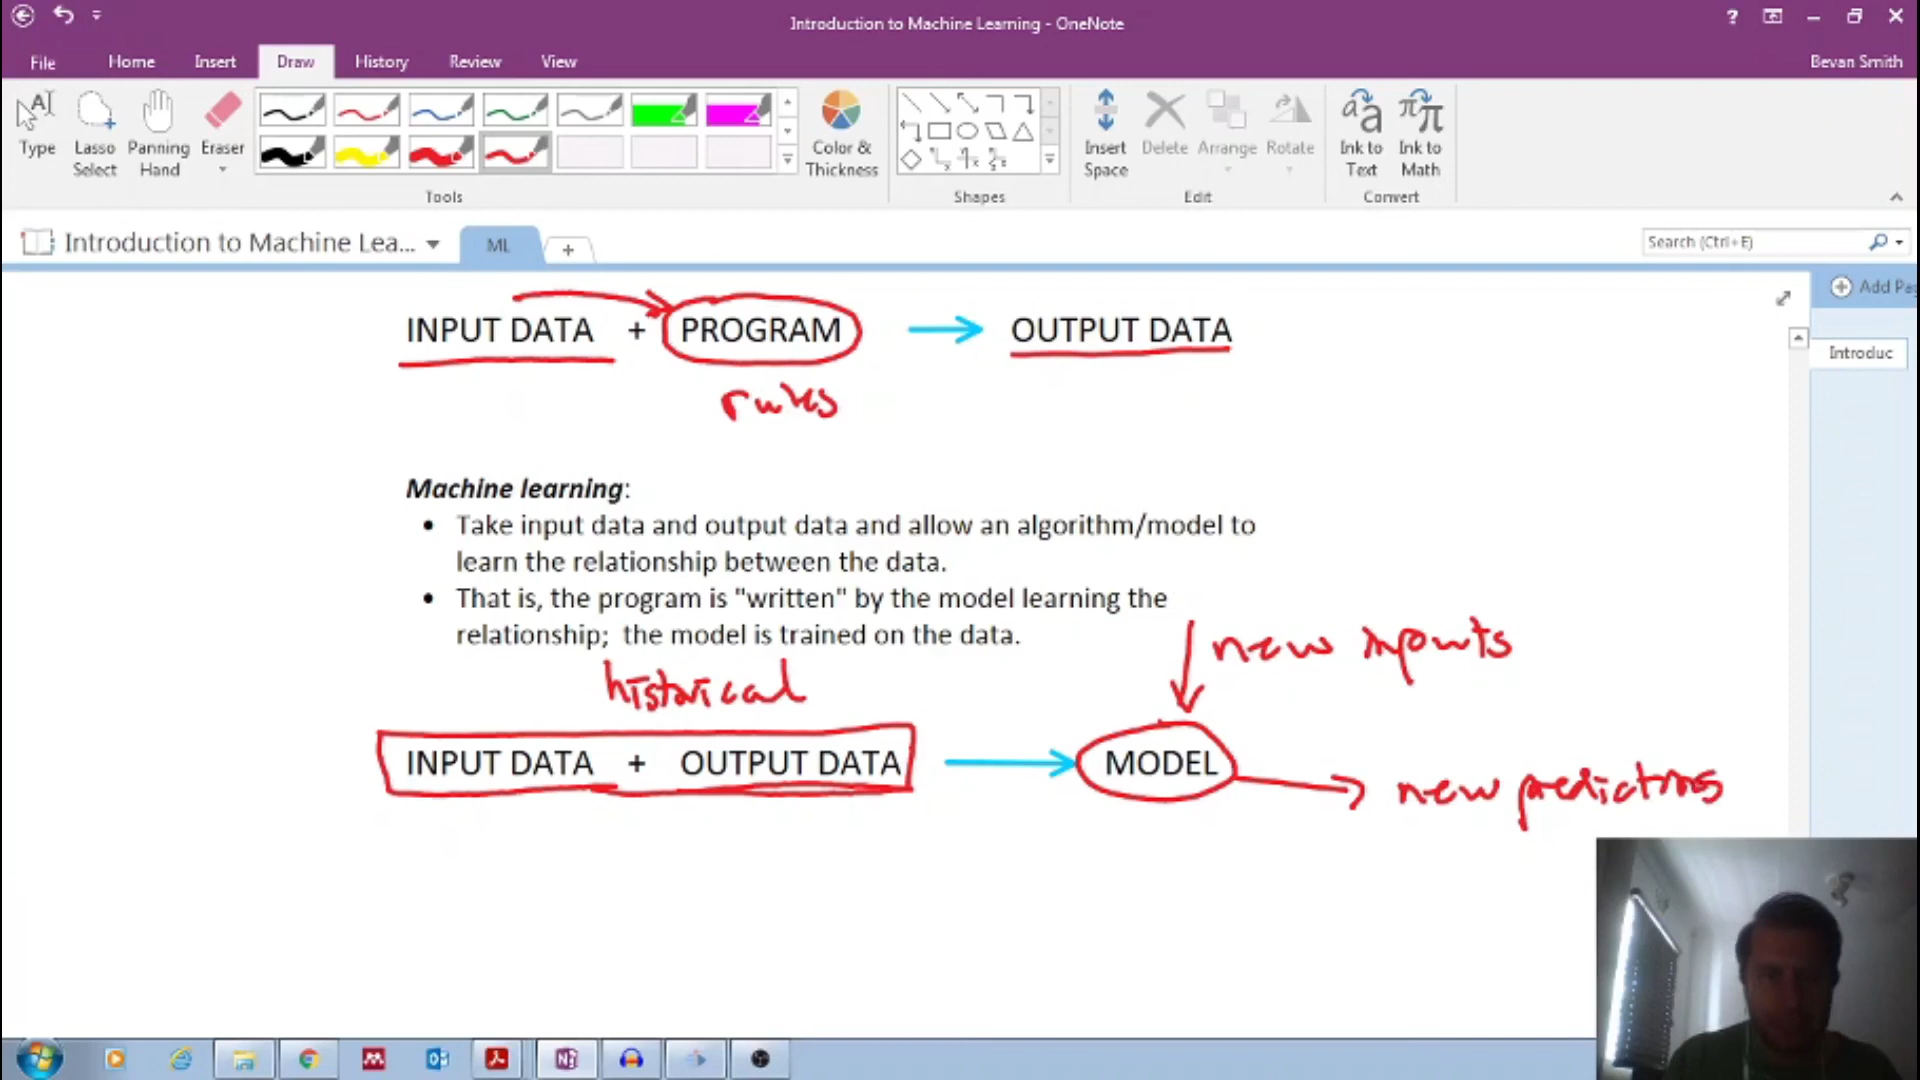 Introduction to Machine Learning - OneNote
?
File Home Insert Draw History Review View Bevan Smith
Type Lasso Select Panning Hand Eraser Color & Thickness Insert Space Delete Arrange Rotate Ink to Text Ink to Math
Tools Shapes Edit Convert
Introduction to Machine Lea... ML + Search (Ctrl+E)
Add Pag
Introduc
INPUT DATA + PROGRAM OUTPUT DATA
rules
Machine learning:
• Take input data and output data and allow an algorithm/model to
learn the relationship between the data.
• That is, the program is "written" by the model learning the
relationship; the model is trained on the data.
new inputs
historical
INPUT DATA + OUTPUT DATA MODEL
new predictions